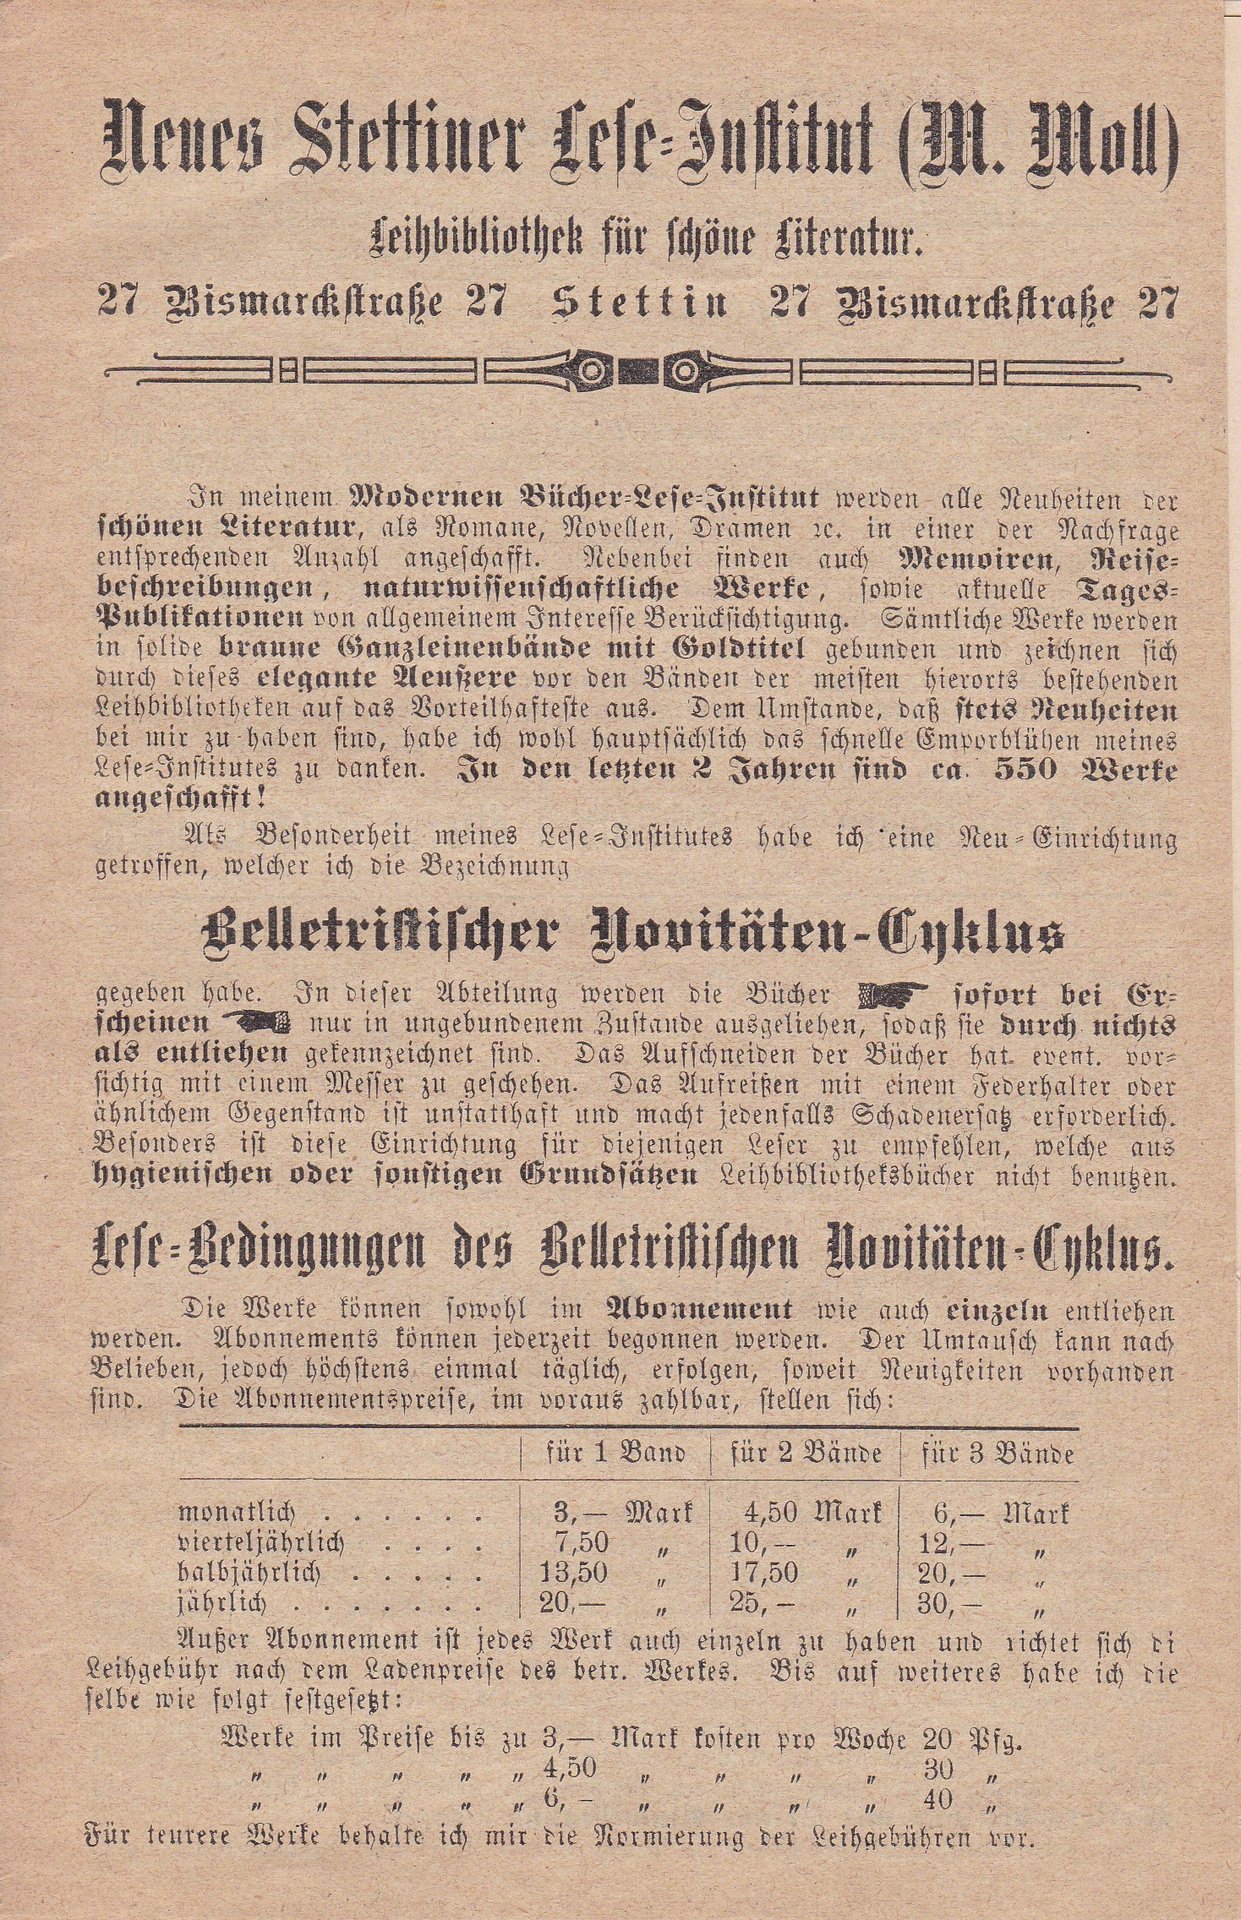 Neues Stettiner Lese-Institut (M. Moll)
Leihbibliothek für schöne Literatur.
27 Bismarckstraße 27 Stettin 27 Bismarckstraße 27
In meinem Modernen Bücher-Lese-Institut werden alle Neuheiten der
schönen Literatur, als Romane, Novellen, Dramen ꝛc. in einer der Nachfrage
entsprechenden Anzahl angeschafft. Nebenbei finden auch Memoiren, Reise-
beschreibungen, naturwissenschaftliche Werke, sowie aktuelle Tages-
Publikationen von allgemeinem Interesse Berücksichtigung. Sämtliche Werke werden
in solide braune Ganzleinenbände mit Goldtitel gebunden und zeichnen sich
durch dieses elegante Aeußere vor den Bänden der meisten hierorts bestehenden
Leihbibliotheken auf das Vorteilhafteste aus. Dem Umstande, daß stets Neuheiten
bei mir zu haben sind, habe ich wohl hauptsächlich das schnelle Emporblühen meines
Lese-Institutes zu danken. In den letzten 2 Jahren sind ca. 550 Werke
angeschafft!
Als Besonderheit meines Lese-Institutes habe ich eine Neu-Einrichtung
getroffen, welcher ich die Bezeichnung
Belletristischer Novitäten-Cyklus
gegeben habe. In dieser Abteilung werden die Bücher sofort bei Er-
scheinen nur in ungebundenem Zustande ausgeliehen, sodaß sie durch nichts
als entliehen gekennzeichnet sind. Das Aufschneiden der Bücher hat event. vor-
sichtig mit einem Messer zu geschehen. Das Aufreißen mit einem Federhalter oder
ähnlichem Gegenstand ist unstatthaft und macht jedenfalls Schadenersatz erforderlich.
Besonders ist diese Einrichtung für diejenigen Leser zu empfehlen, welche aus
hygienischen oder sonstigen Grundsätzen Leihbibliotheksbücher nicht benutzen.
Lese-Bedingungen des Belletristischen Novitäten-Cyklus.
Die Werke können sowohl im Abonnement wie auch einzeln entliehen
werden. Abonnements können jederzeit begonnen werden. Der Umtausch kann nach
Belieben, jedoch höchstens einmal täglich, erfolgen, soweit Neuigkeiten vorhanden
sind. Die Abonnementspreise, im voraus zahlbar, stellen sich:
für 1 Band für 2 Bände für 3 Bände
monatlich . . . . . . 3,— Mark 4,50 Mark 6,— Mark
vierteljährlich . . . . 7,50 „ 10,— „ 12,— „
halbjährlich . . . . . 13,50 „ 17,50 „ 20,— „
jährlich . . . . . . . 20,— „ 25,— „ 30,— „
Außer Abonnement ist jedes Werk auch einzeln zu haben und richtet sich di
Leihgebühr nach dem Ladenpreise des betr. Werkes. Bis auf weiteres habe ich die
selbe wie folgt festgesetzt:
Werke im Preise bis zu 3,— Mark kosten pro Woche 20 Pfg.
„ „ „ „ „ 4,50 „ „ „ „ 30 „
„ „ „ „ „ 6,— „ „ „ „ 40 „
Für teurere Werke behalte ich mir die Normierung der Leihgebühren vor.